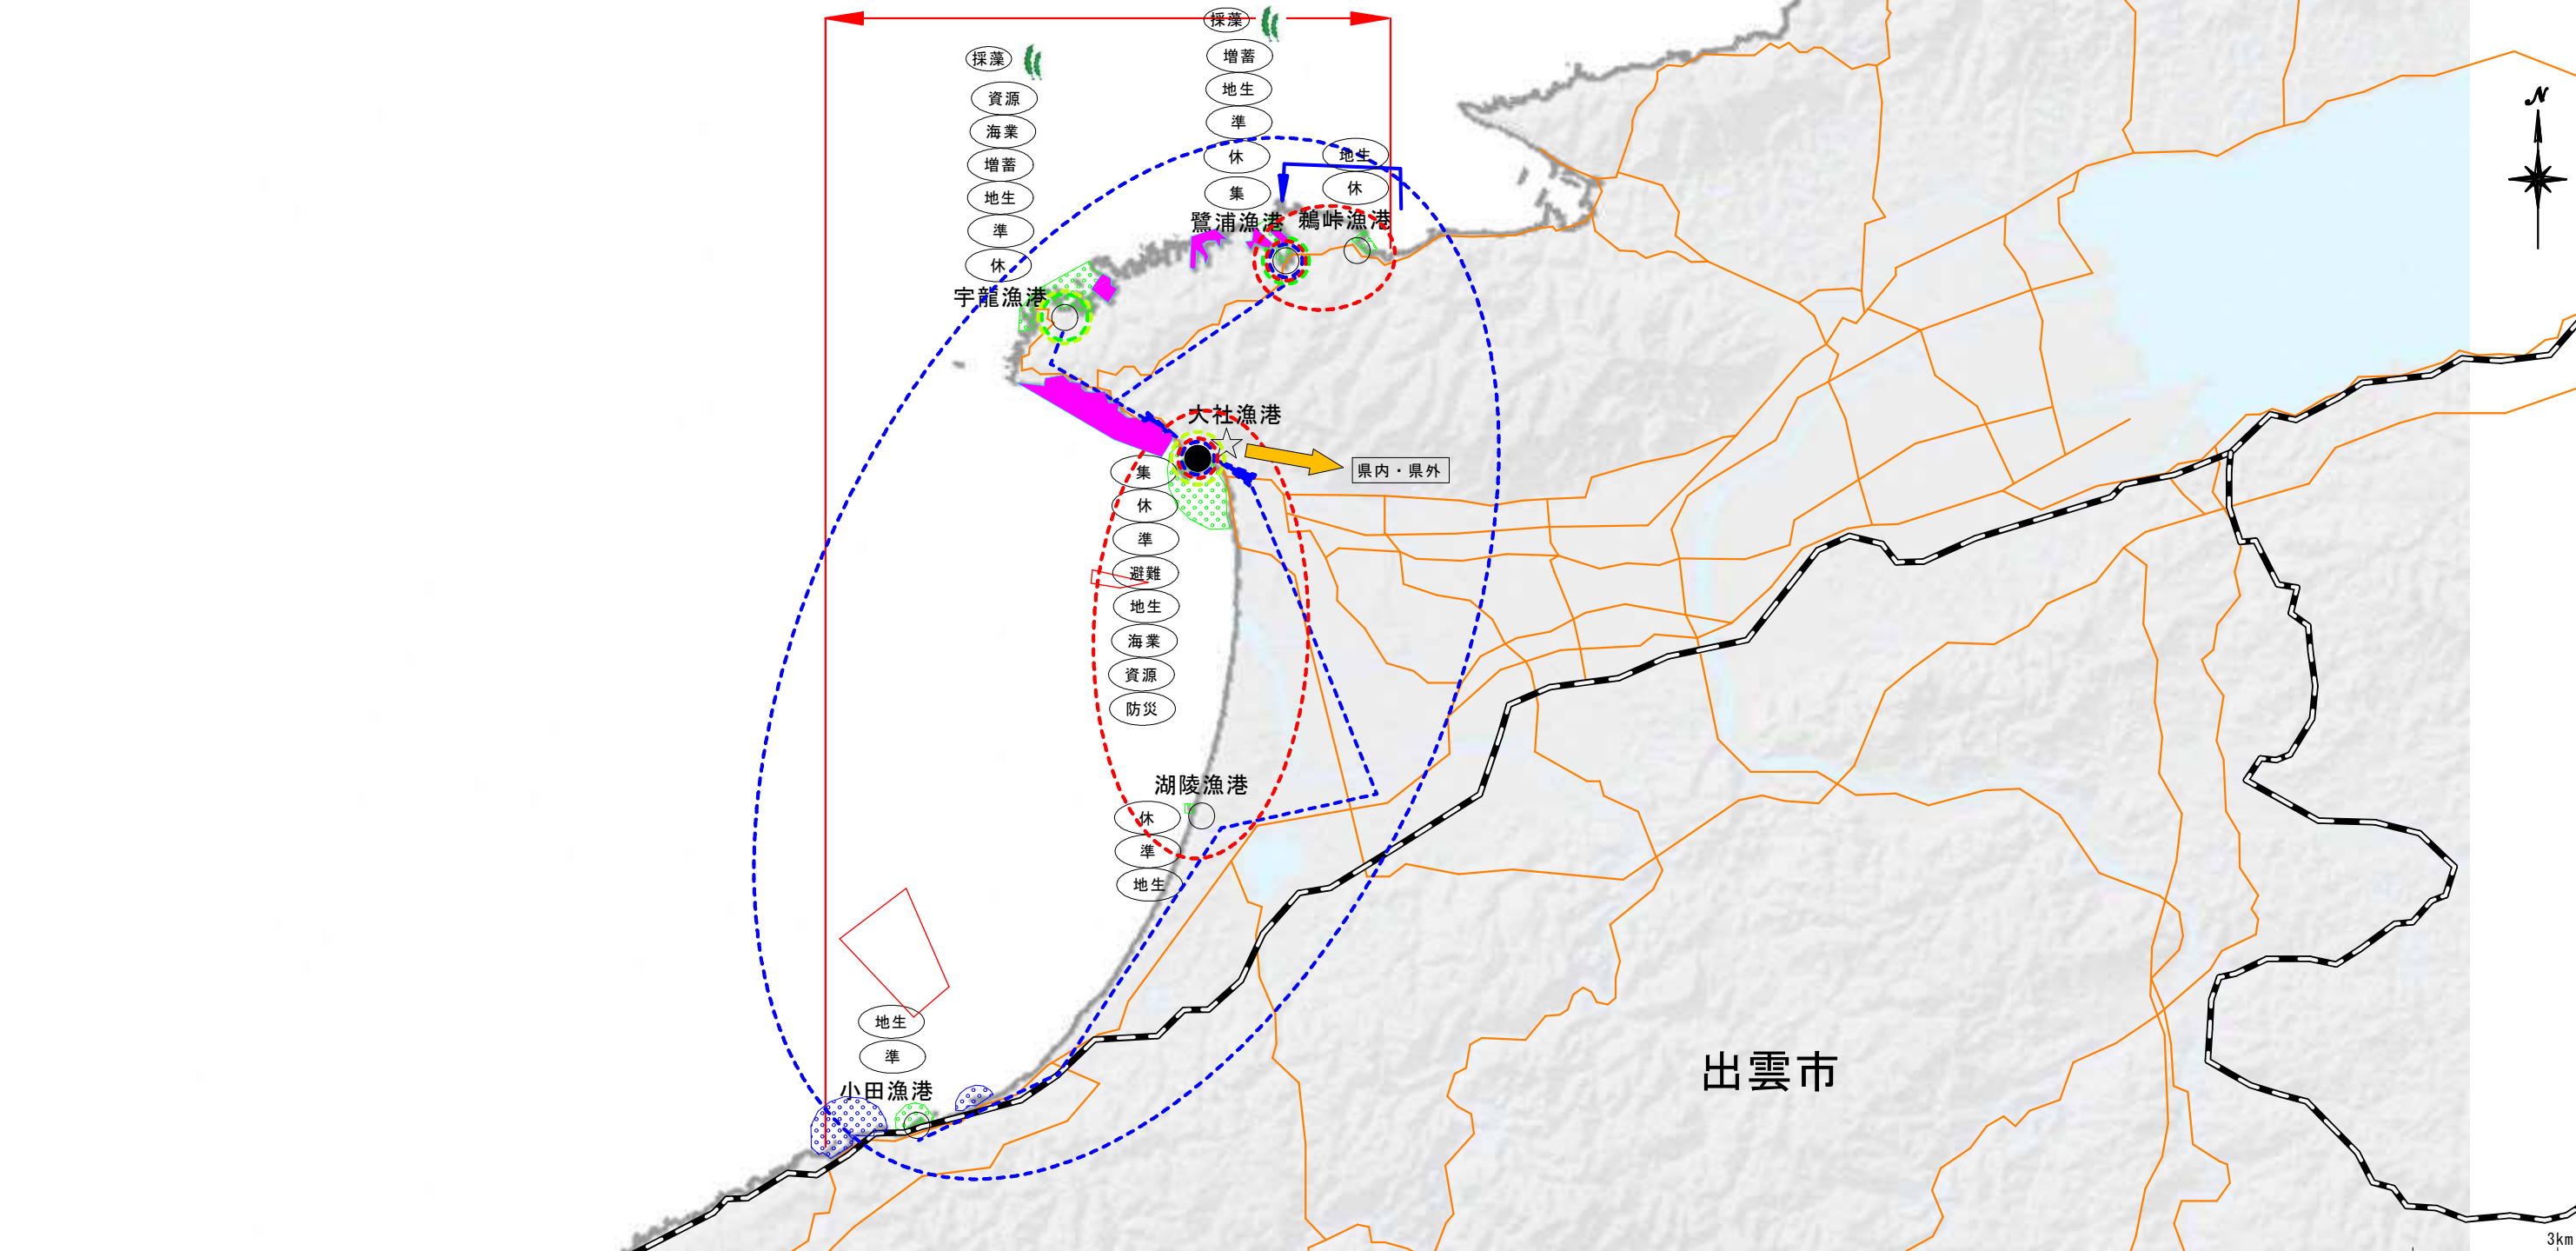 採藻
増蓄
地生
準
休
集
鷺浦漁港
地生
休
鵜峠漁港
採藻
資源
海業
増蓄
地生
準
休
宇龍漁港
大社漁港
県内・県外
集
休
準
避難
地生
海業
資源
防災
湖陵漁港
休
準
地生
地生
準
小田漁港
出雲市
N
3km